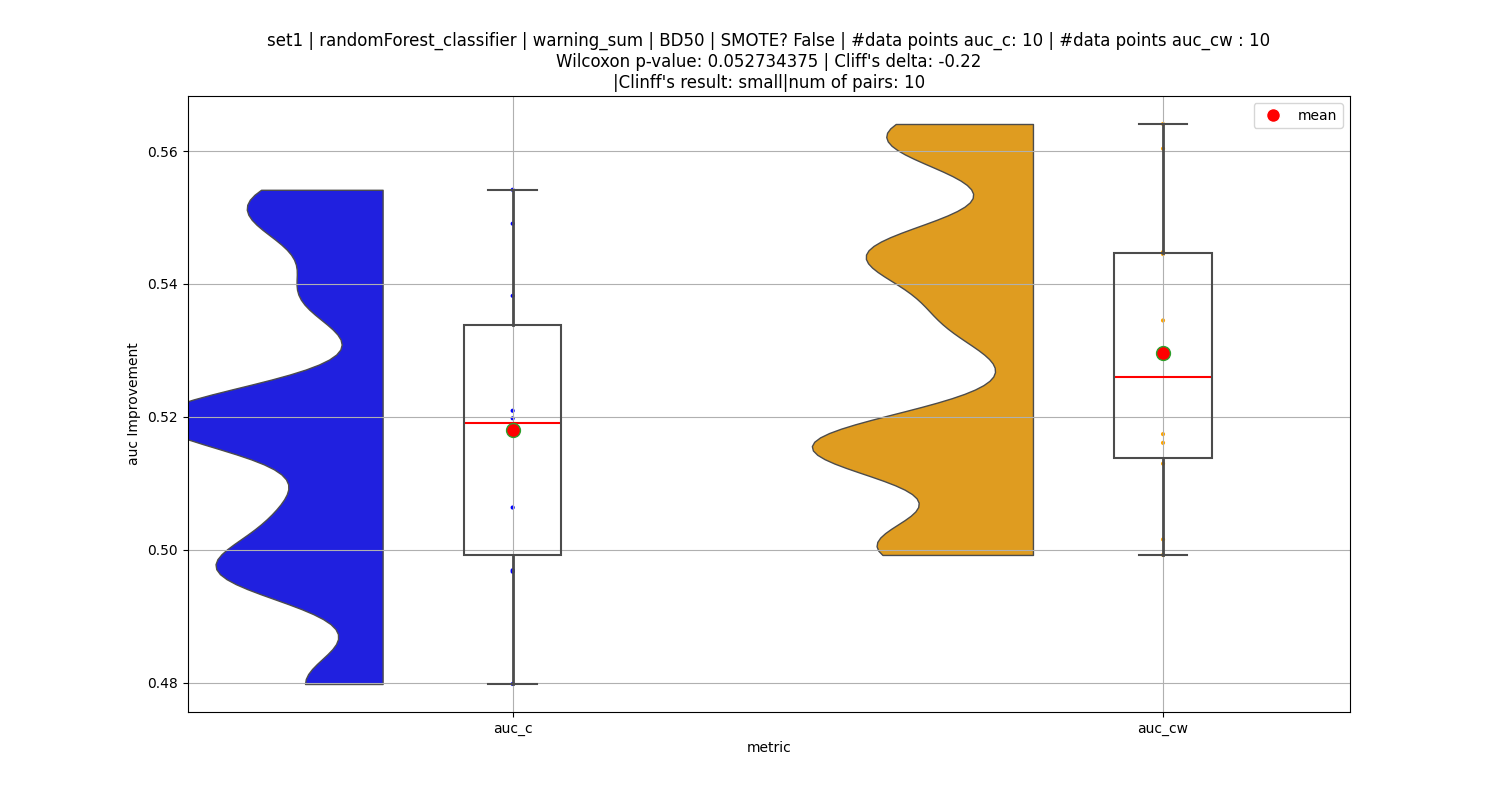 set1 | randomForest_classifier | warning_sum | BD50 | SMOTE? False | #data points auc_c: 10 | #data points auc_cw : 10
Wilcoxon p-value: 0.052734375 | Cliff's delta: -0.22
|Clinff's result: small|num of pairs: 10
mean
0.56
0.54
0.52
0.50
0.48
auc Improvement
auc_c
auc_cw
metric